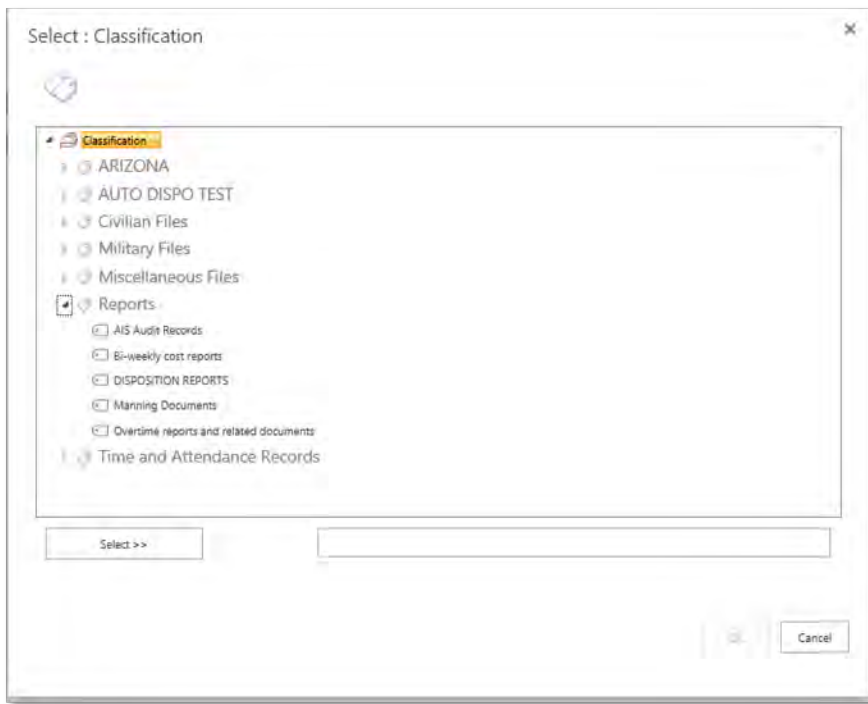 Select : Classification
Classification
ARIZONA
AUTO DISPO TEST
Civilian Files
Military Files
Miscellaneous Files
Reports
AIS Audit Records
Bi-weekly cost reports
DISPOSITION REPORTS
Manning Documents
Overtime reports and related documents
Time and Attendance Records
Select >>
Cancel